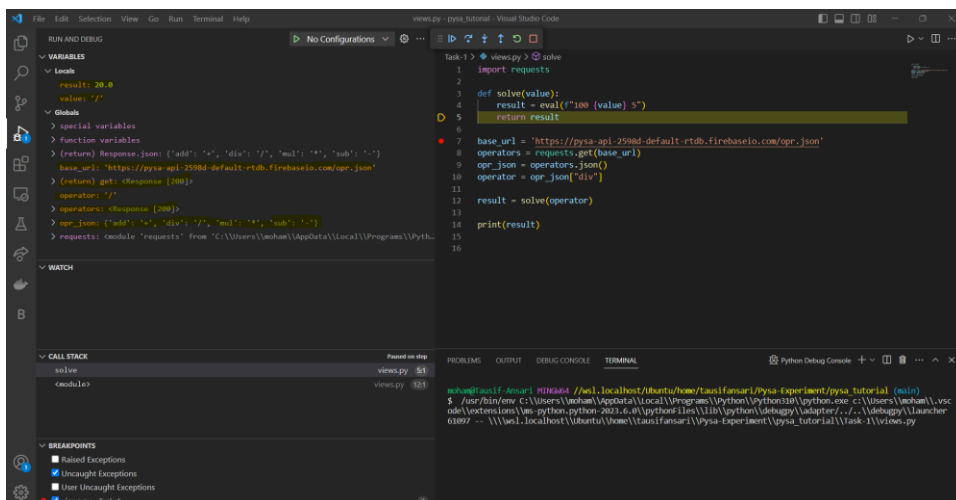 File Edit Selection View Go Run Terminal Help
views.py - pysa_tutorial - Visual Studio Code
RUN AND DEBUG
No Configurations
VARIABLES
Locals
result: 20.0
value: '/'
Globals
special variables
function variables
(return) Response.json: {'add': '+', 'div': '/', 'mul': '*', 'sub': '-'}
base_url: 'https://pysa-api-2598d-default-rtdb.firebaseio.com/opr.json'
(return) get: <Response [200]>
operator: '/'
operators: <Response [200]>
opr_json: {'add': '+', 'div': '/', 'mul': '*', 'sub': '-'}
requests: <module 'requests' from 'C:\\Users\\moham\\AppData\\Local\\Programs\\Pyth...
WATCH
CALL STACK
Paused on step
solve
views.py 5:1
<module>
views.py 12:1
BREAKPOINTS
Raised Exceptions
Uncaught Exceptions
User Uncaught Exceptions
Task-1 > views.py > solve
1 import requests
2
3 def solve(value):
4 result = eval(f"100 {value} 5")
5 return result
6
7 base_url = 'https://pysa-api-2598d-default-rtdb.firebaseio.com/opr.json'
8 operators = requests.get(base_url)
9 opr_json = operators.json()
10 operator = opr_json["div"]
11
12 result = solve(operator)
13
14 print(result)
15
16
PROBLEMS OUTPUT DEBUG CONSOLE TERMINAL
Python Debug Console
moham@Tausif-Ansari MINGW64 //wsl.localhost/Ubuntu/home/tausifansari/Pysa-Experiment/pysa_tutorial (main)
$ /usr/bin/env C:\\Users\\moham\\AppData\\Local\\Programs\\Python\\Python310\\python.exe c:\\Users\\moham\\.vsc
ode\\extensions\\ms-python.python-2023.6.0\\pythonFiles\\lib\\python\\debugpy\\adapter/../..\\debugpy\\launcher
61097 -- \\\\wsl.localhost\\Ubuntu\\home\\tausifansari\\Pysa-Experiment\\pysa_tutorial\\Task-1\\views.py